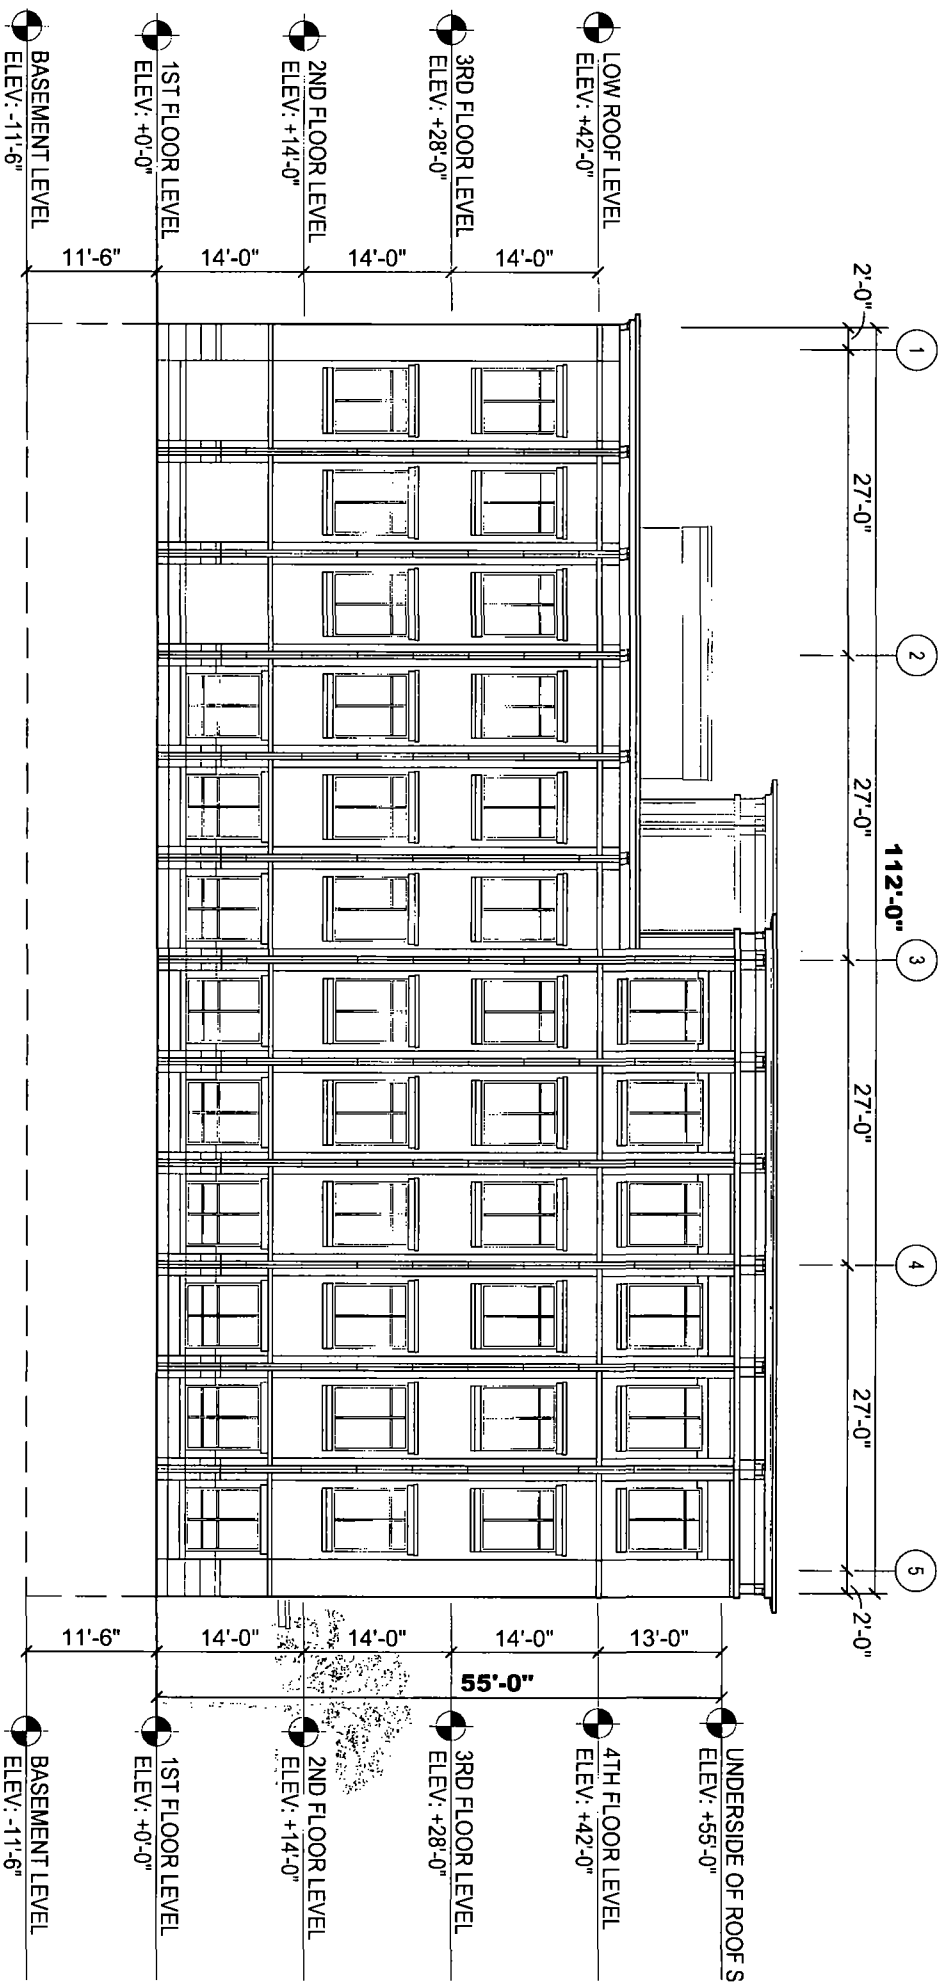 LOW ROOF LEVEL
ELEV: +42'-0"
3RD FLOOR LEVEL
ELEV: +28'-0"
2ND FLOOR LEVEL
ELEV: +14'-0"
1ST FLOOR LEVEL
ELEV: +0'-0"
BASEMENT LEVEL
ELEV: -11'-6"
14'-0"
14'-0"
14'-0"
11'-6"
1
2
3
4
5
112'-0"
2'-0"
27'-0"
27'-0"
27'-0"
27'-0"
2'-0"
13'-0"
14'-0"
14'-0"
14'-0"
11'-6"
55'-0"
UNDERSIDE OF ROOF S
ELEV: +55'-0"
4TH FLOOR LEVEL
ELEV: +42'-0"
3RD FLOOR LEVEL
ELEV: +28'-0"
2ND FLOOR LEVEL
ELEV: +14'-0"
1ST FLOOR LEVEL
ELEV: +0'-0"
BASEMENT LEVEL
ELEV: -11'-6"